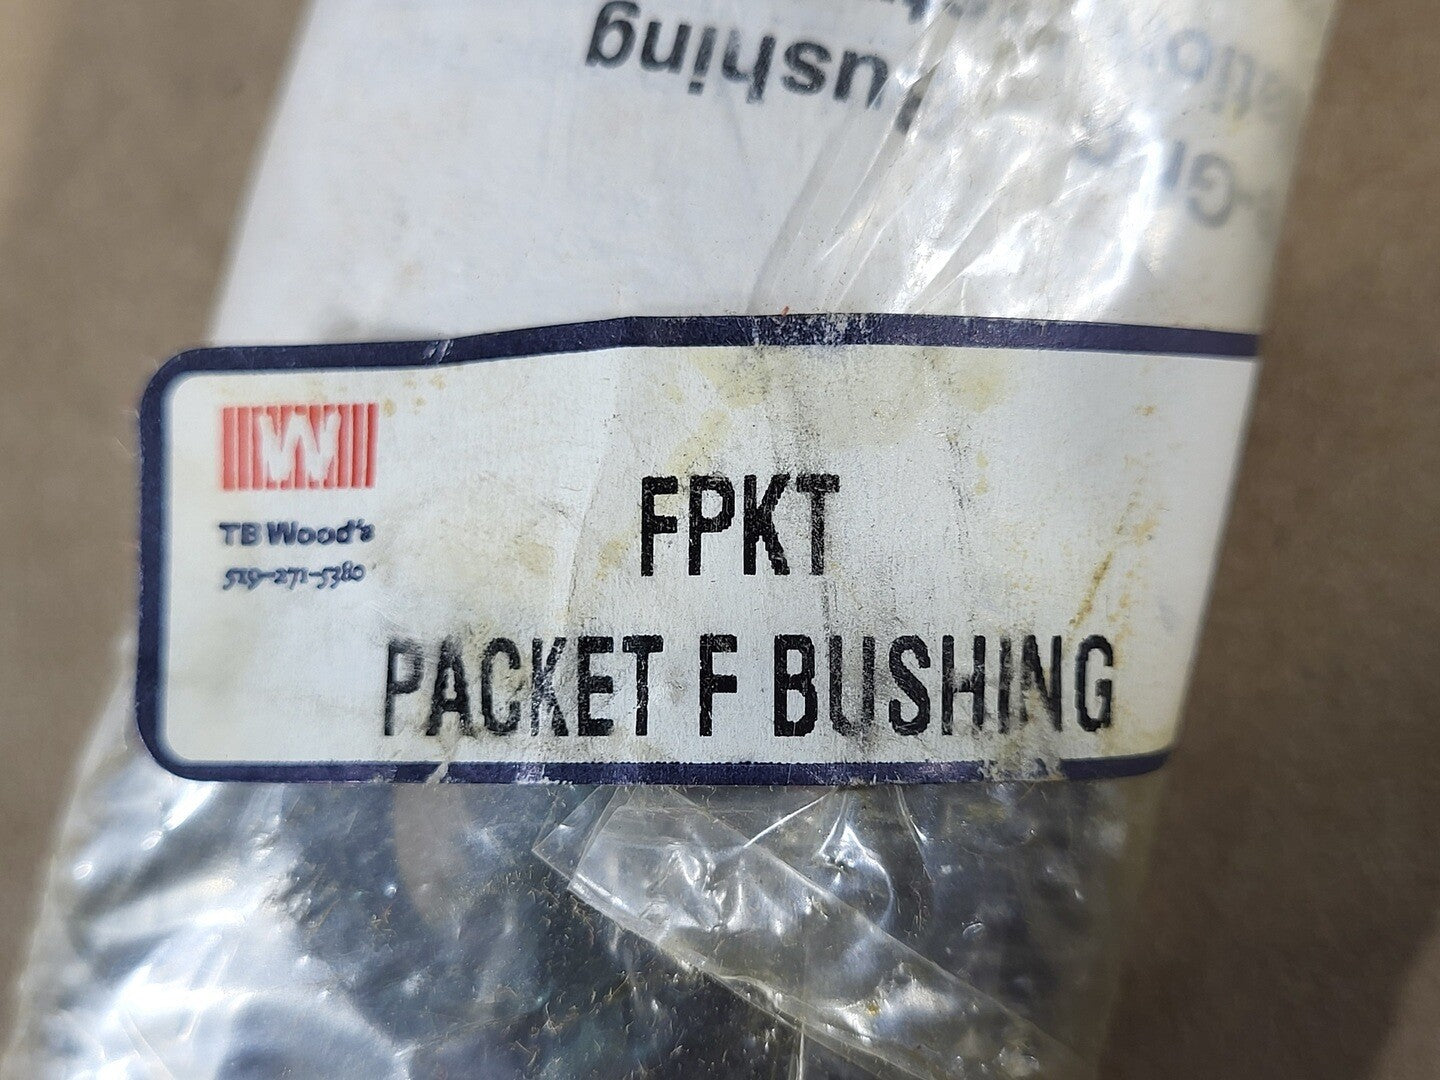 ushing
TB Wood's
519-271-5380
FPKT
PACKET F BUSHING